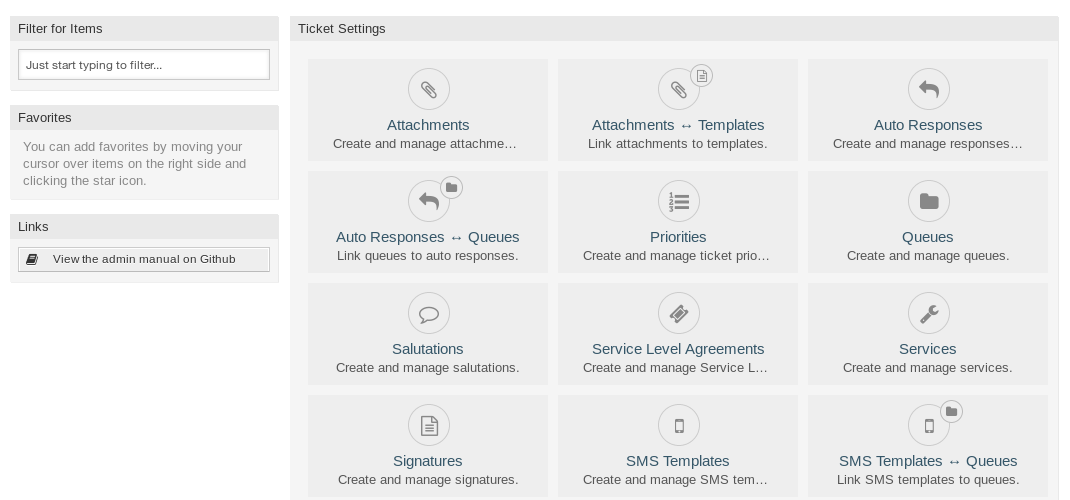 Filter for Items
Just start typing to filter...
Favorites
You can add favorites by moving your
cursor over items on the right side and
clicking the star icon.
Links
View the admin manual on Github
Ticket Settings
Attachments
Create and manage attachme…
Attachments ↔ Templates
Link attachments to templates.
Auto Responses
Create and manage responses…
Auto Responses ↔ Queues
Link queues to auto responses.
Priorities
Create and manage ticket prio…
Queues
Create and manage queues.
Salutations
Create and manage salutations.
Service Level Agreements
Create and manage Service L…
Services
Create and manage services.
Signatures
Create and manage signatures.
SMS Templates
Create and manage SMS tem…
SMS Templates ↔ Queues
Link SMS templates to queues.